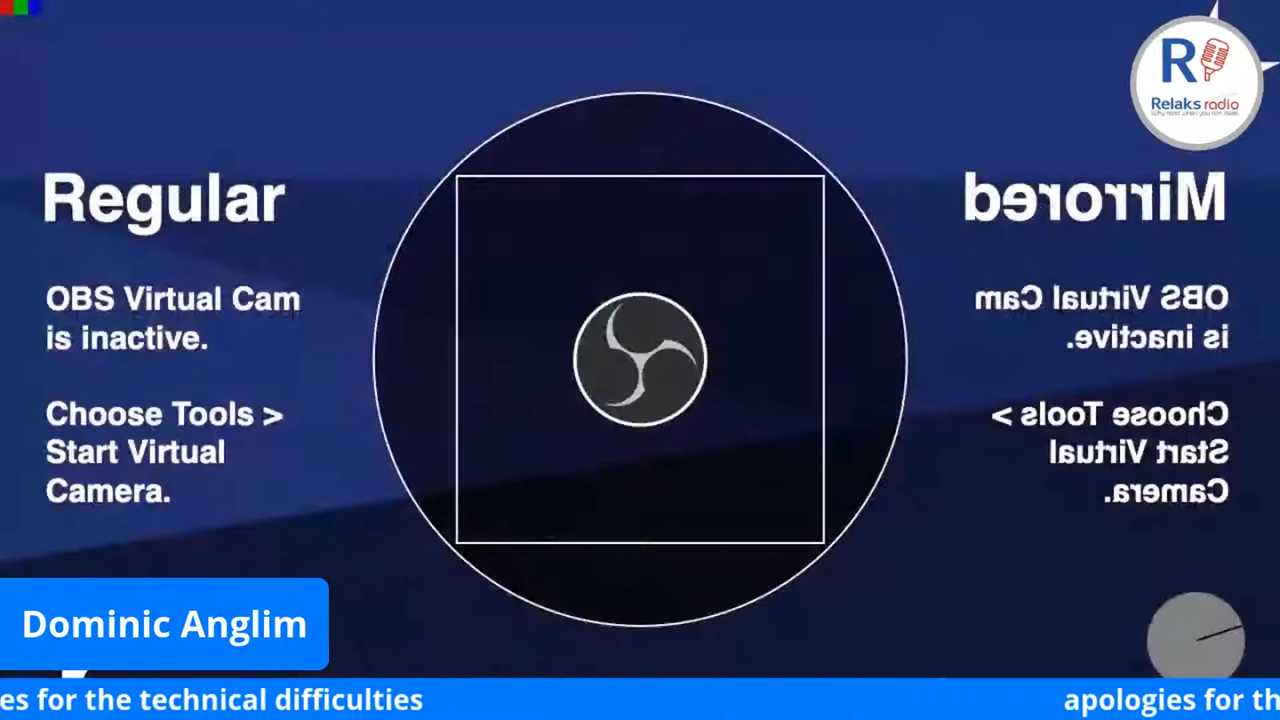 R
Relaks radio
Regular
Mirrored
OBS Virtual Cam
is inactive.
OBS Virtual Cam
is inactive.
Choose Tools >
Start Virtual
Camera.
Choose Tools >
Start Virtual
Camera.
Dominic Anglim
es for the technical difficulties
apologies for th